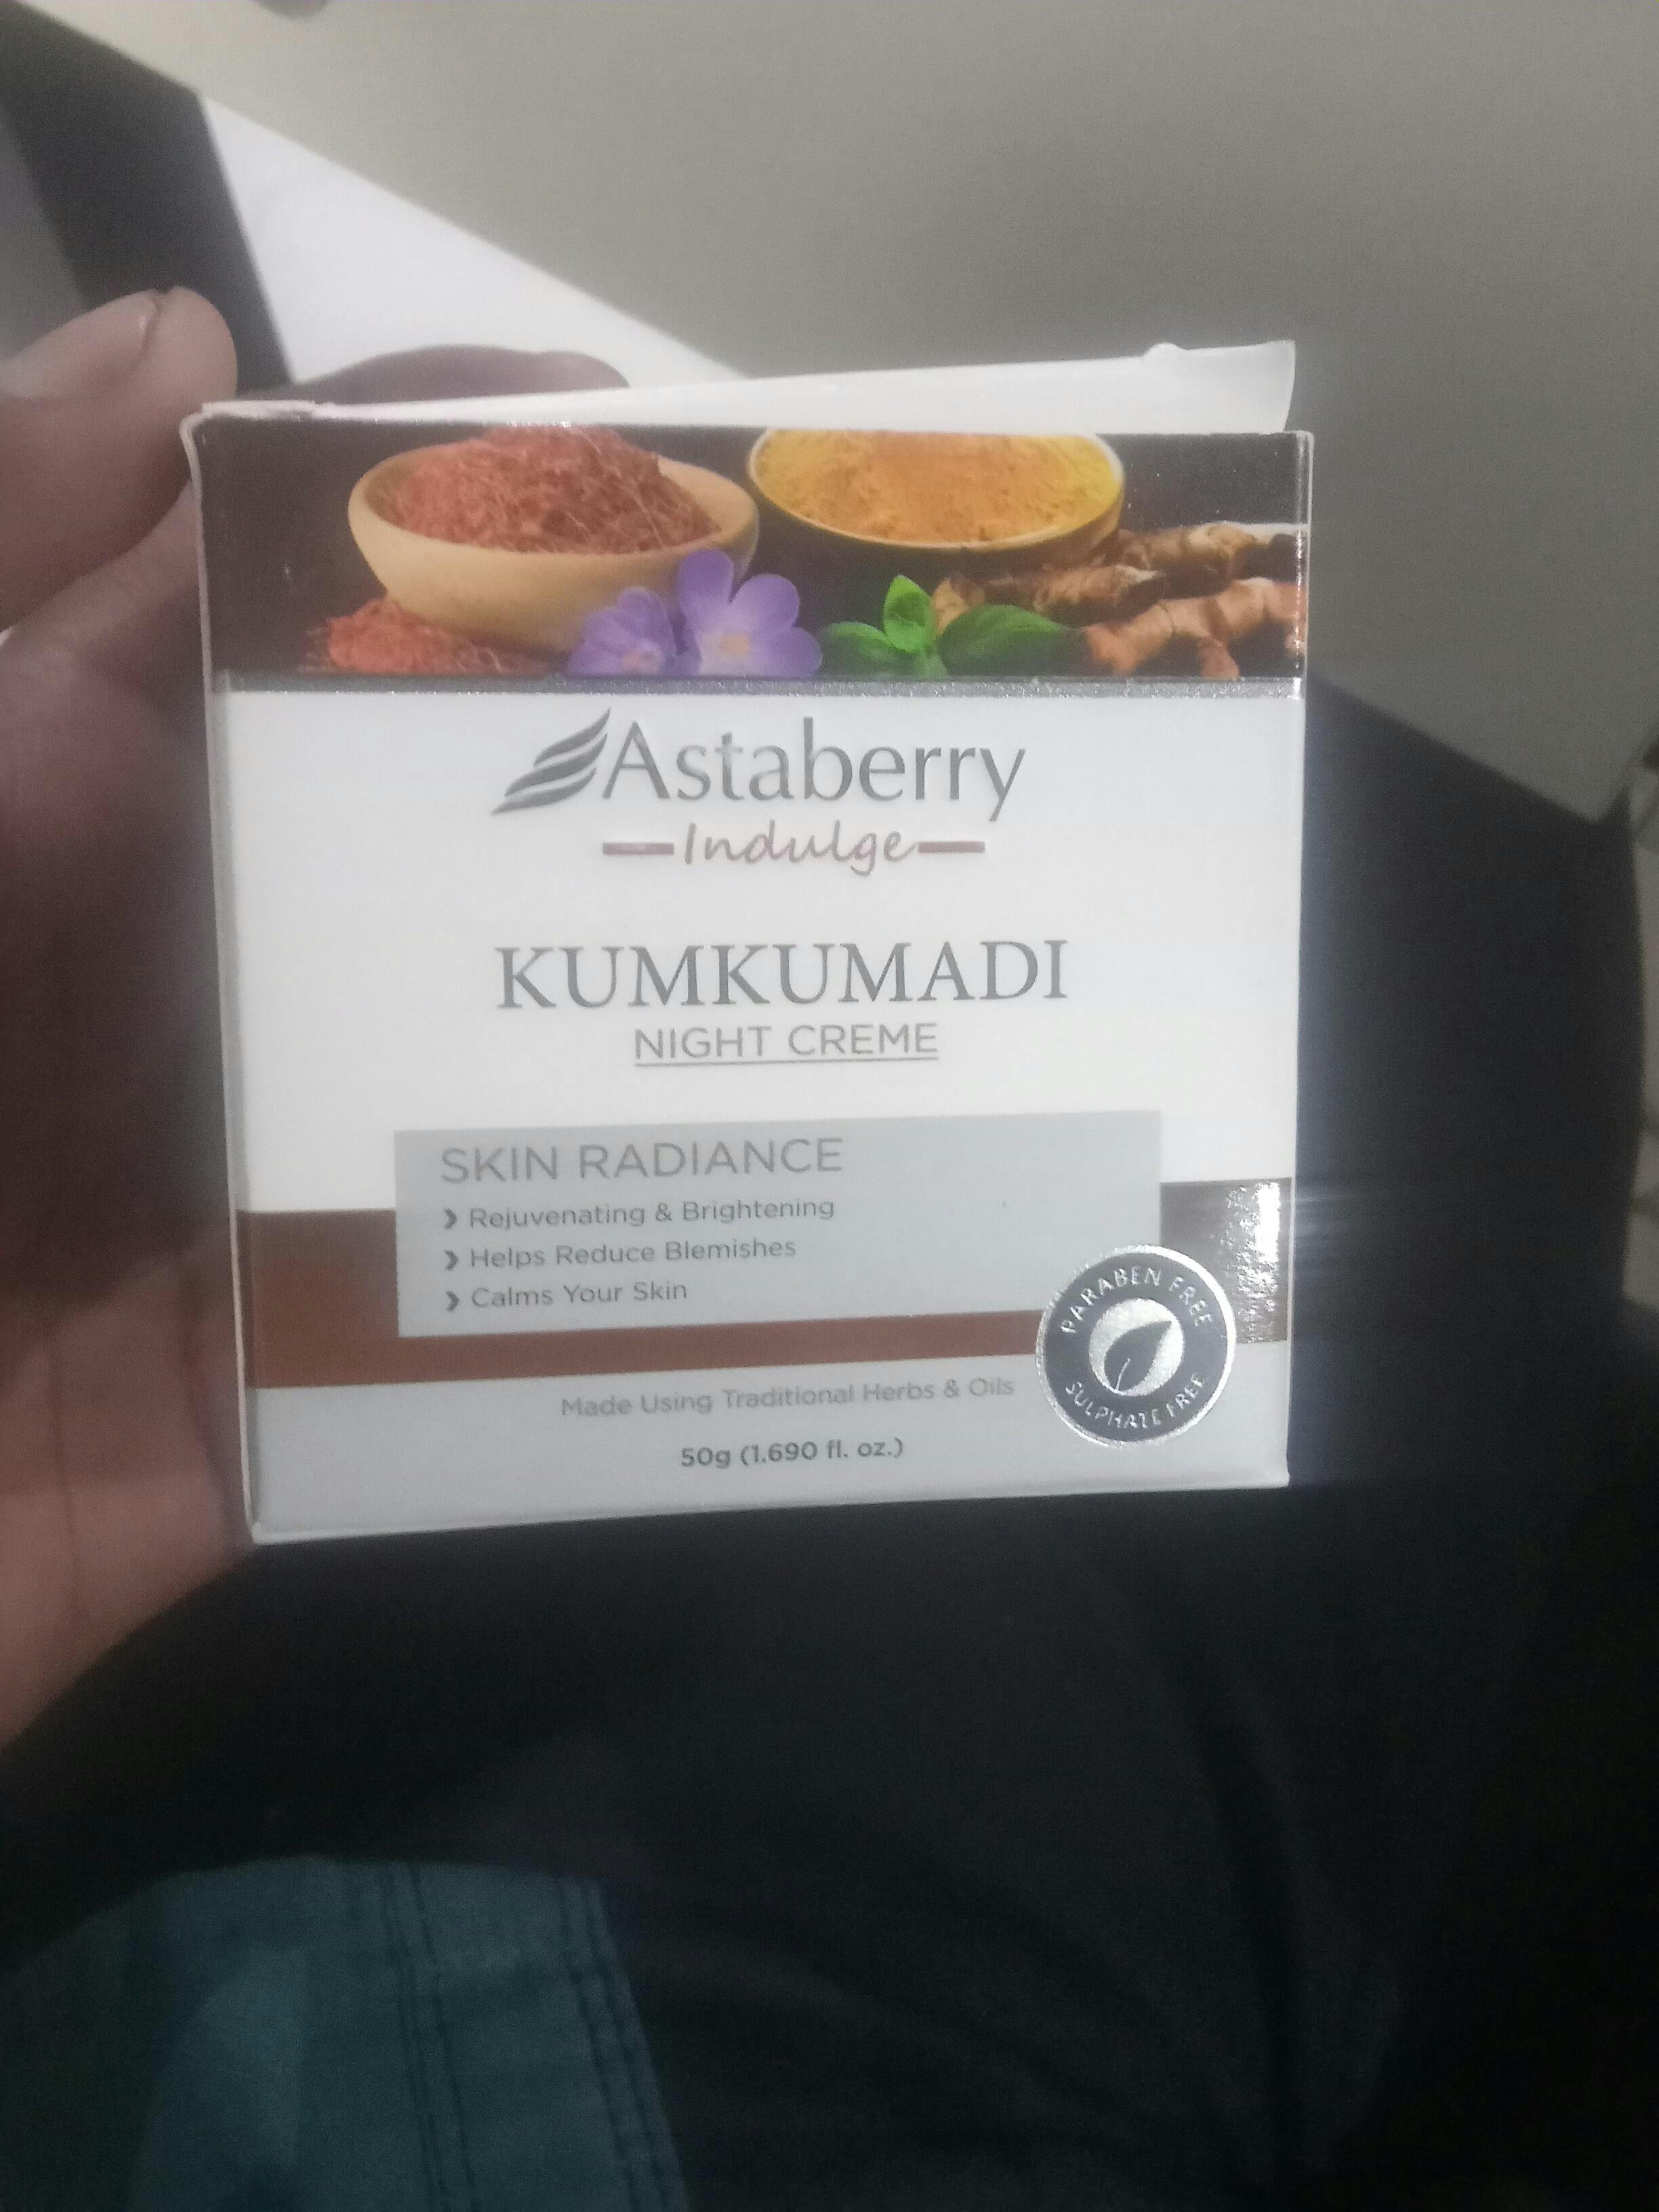 Astaberry
Indulge
KUMKUMADI
NIGHT CREME
SKIN RADIANCE
Rejuvenating & Brightening
Helps Reduce Blemishes
Calms Your Skin
PARABEN FREE
SULPHATE FREE
Made Using Traditional Herbs & Oils
50g (1.690 fl. oz.)